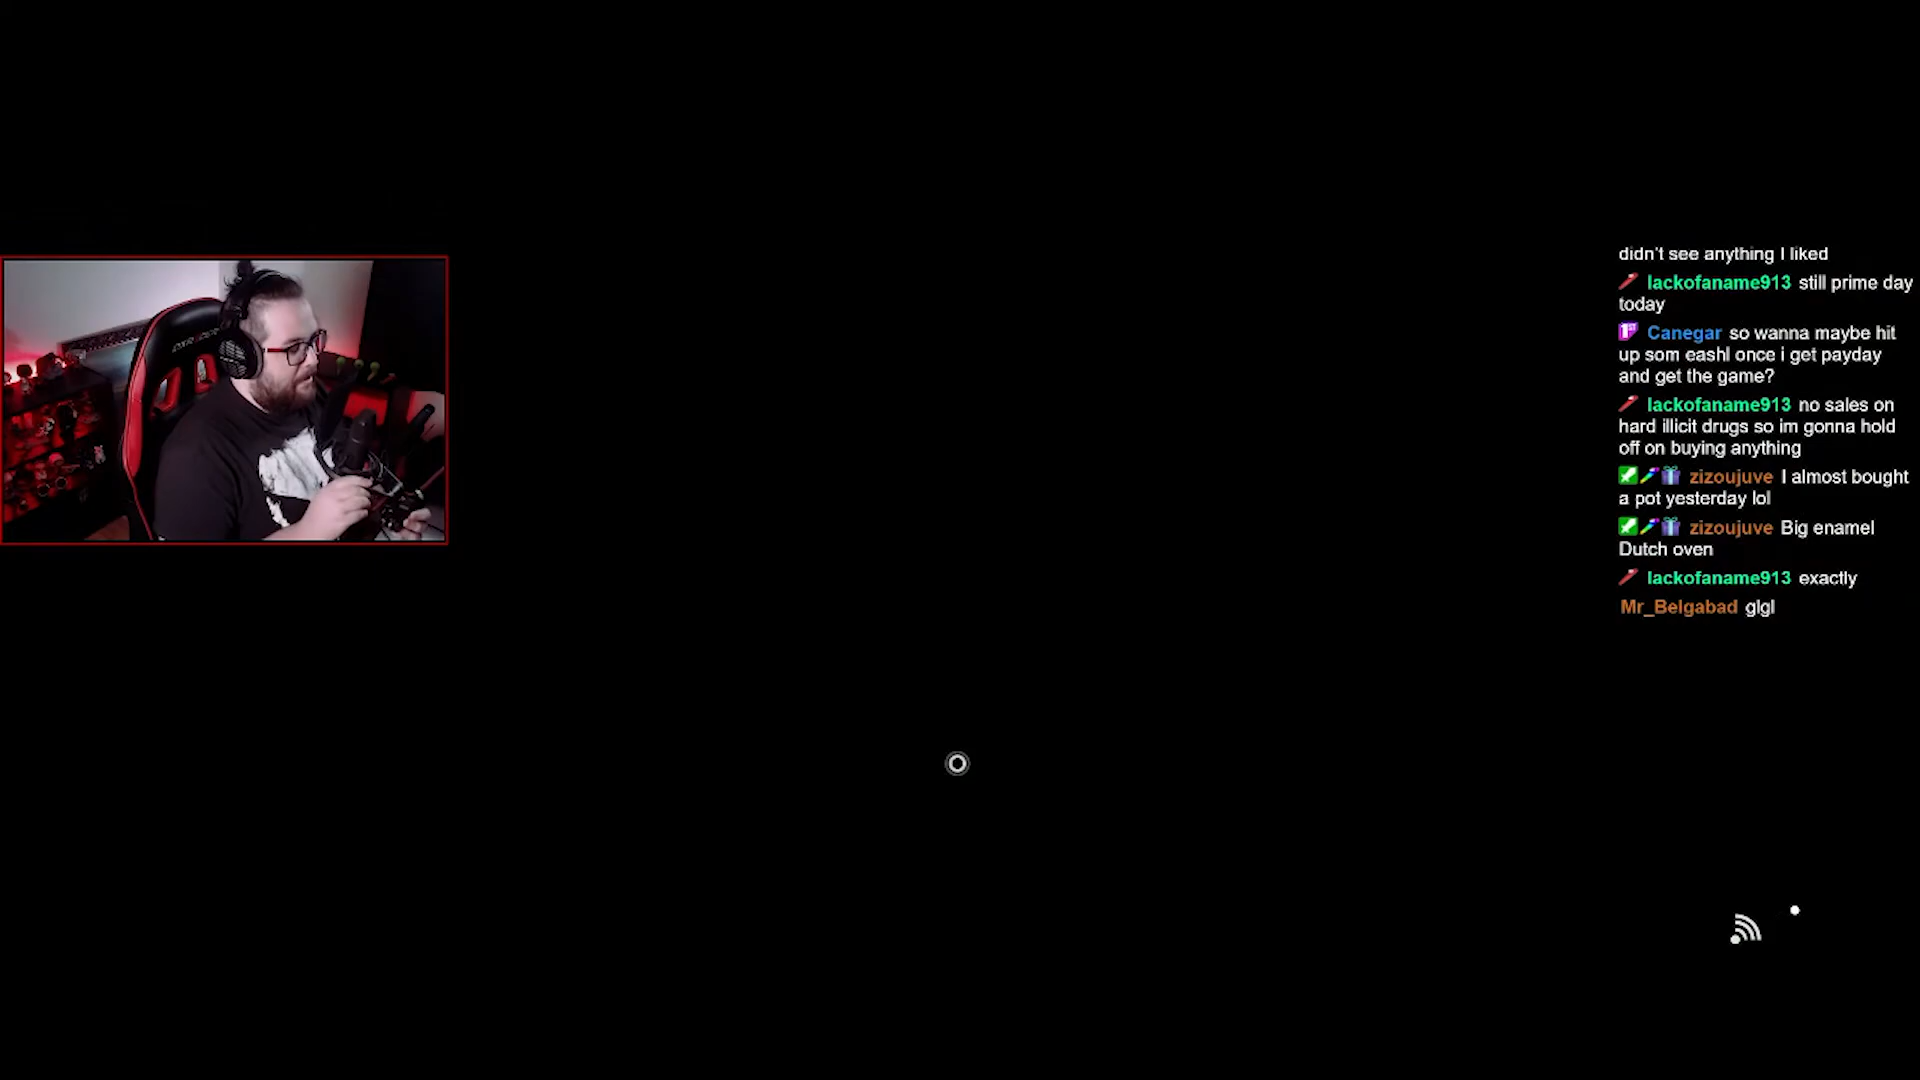 didn't see anything I liked
lackofaname913 still prime day
today
Canegar so wanna maybe hit
up som eashl once i get payday
and get the game?
lackofaname913 no sales on
hard illicit drugs so im gonna hold
off on buying anything
zizoujuve I almost bought
a pot yesterday lol
zizoujuve Big enamel
Dutch oven
lackofaname913 exactly
Mr_Belgabad glgl